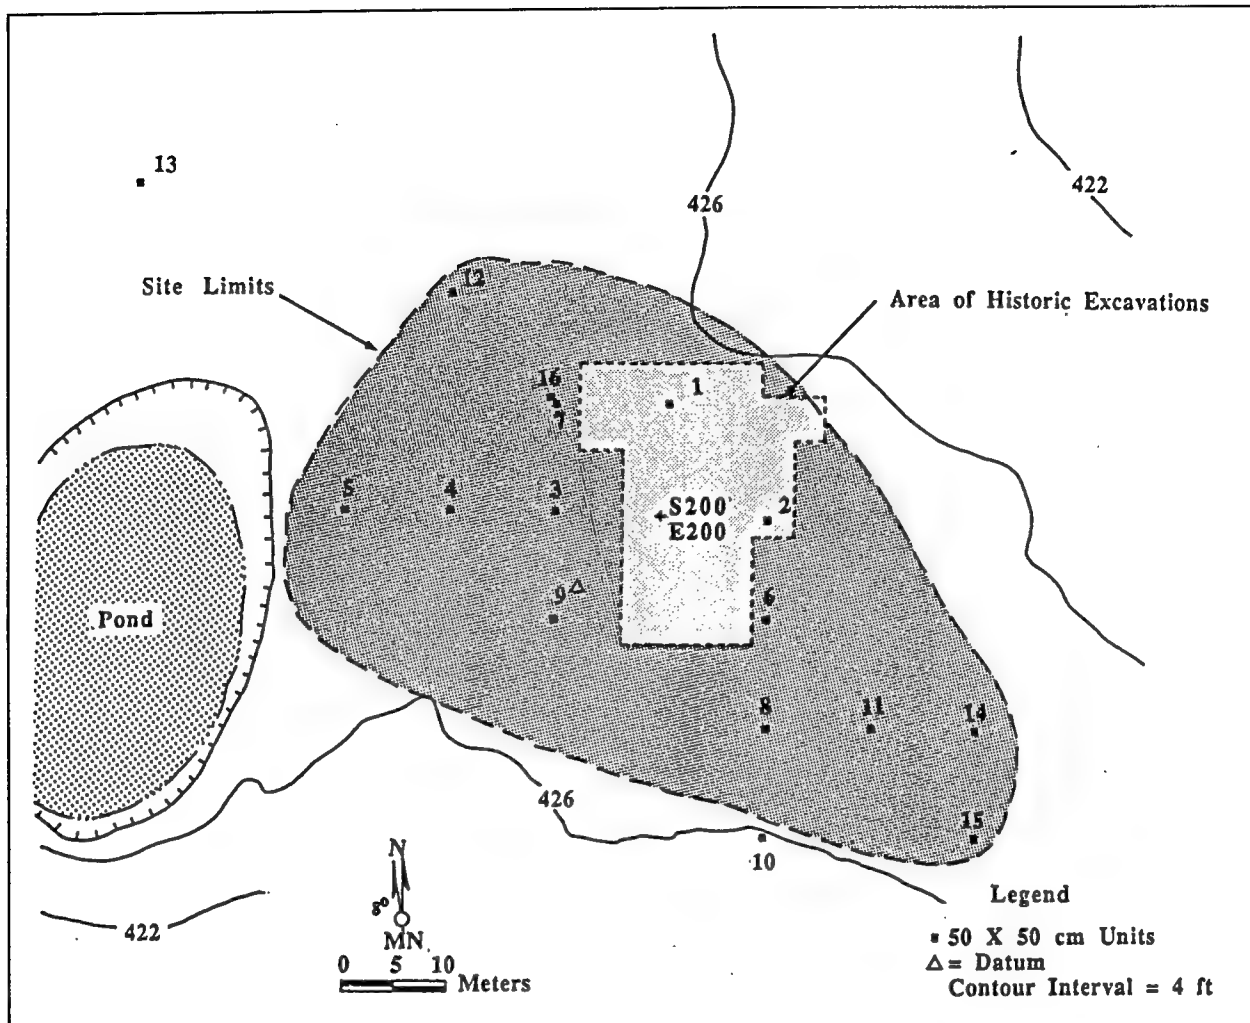 13
422
426
Site Limits
12
Area of Historic Excavations
16
1
7
5
4
3
S200
E200
2
9
6
Pond
8
11
14
426
15
10
N
8°
MN
422
0 5 10
Meters
Legend
50 X 50 cm Units
= Datum
Contour Interval = 4 ft